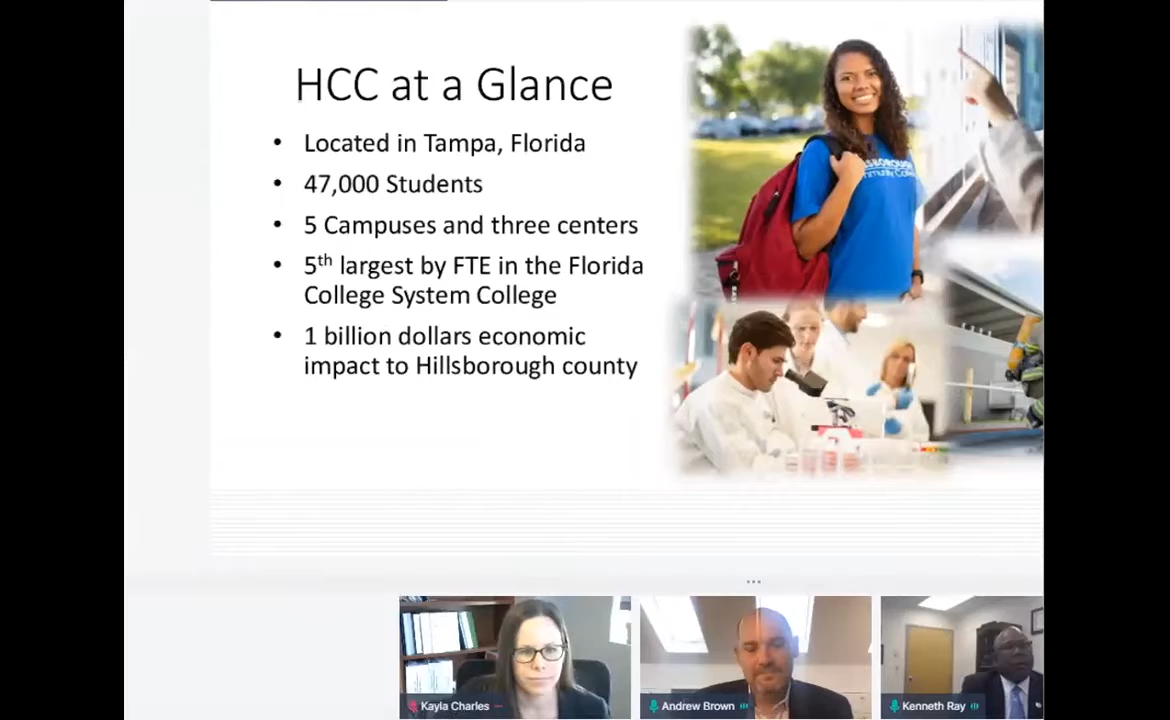 HCC at a Glance
• Located in Tampa, Florida
• 47,000 Students
• 5 Campuses and three centers
• 5th largest by FTE in the Florida
College System College
• 1 billion dollars economic
impact to Hillsborough county
Kayla Charles
Andrew Brown
Kenneth Ray